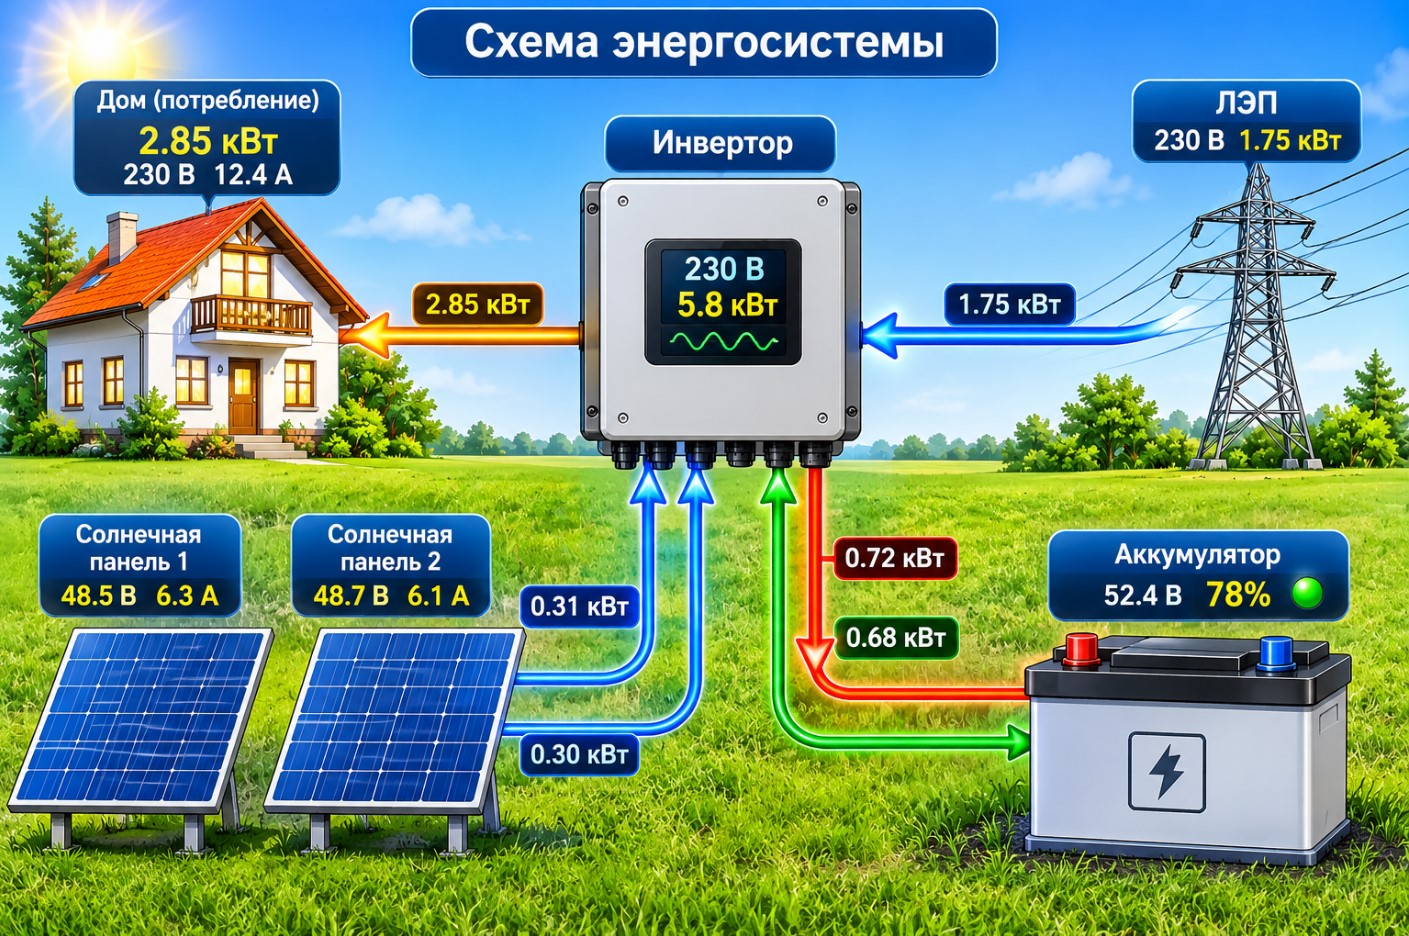 Схема энергосистемы
Дом (потребление)
2.85 кВт
230 В 12.4 А
Инвертор
230 В
5.8 кВт
ЛЭП
230 В 1.75 кВт
2.85 кВт
1.75 кВт
Солнечная
панель 1
48.5 В 6.3 А
Солнечная
панель 2
48.7 В 6.1 А
0.31 кВт
0.30 кВт
0.72 кВт
0.68 кВт
Аккумулятор
52.4 В 78%